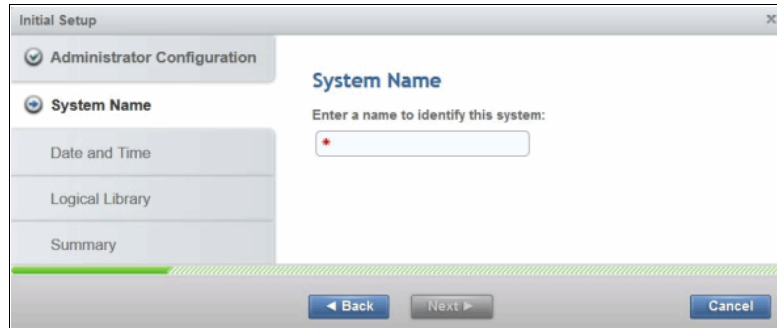 Initial Setup
x
Administrator Configuration
System Name
Date and Time
Logical Library
Summary
System Name
Enter a name to identify this system:
*
Back
Next
Cancel